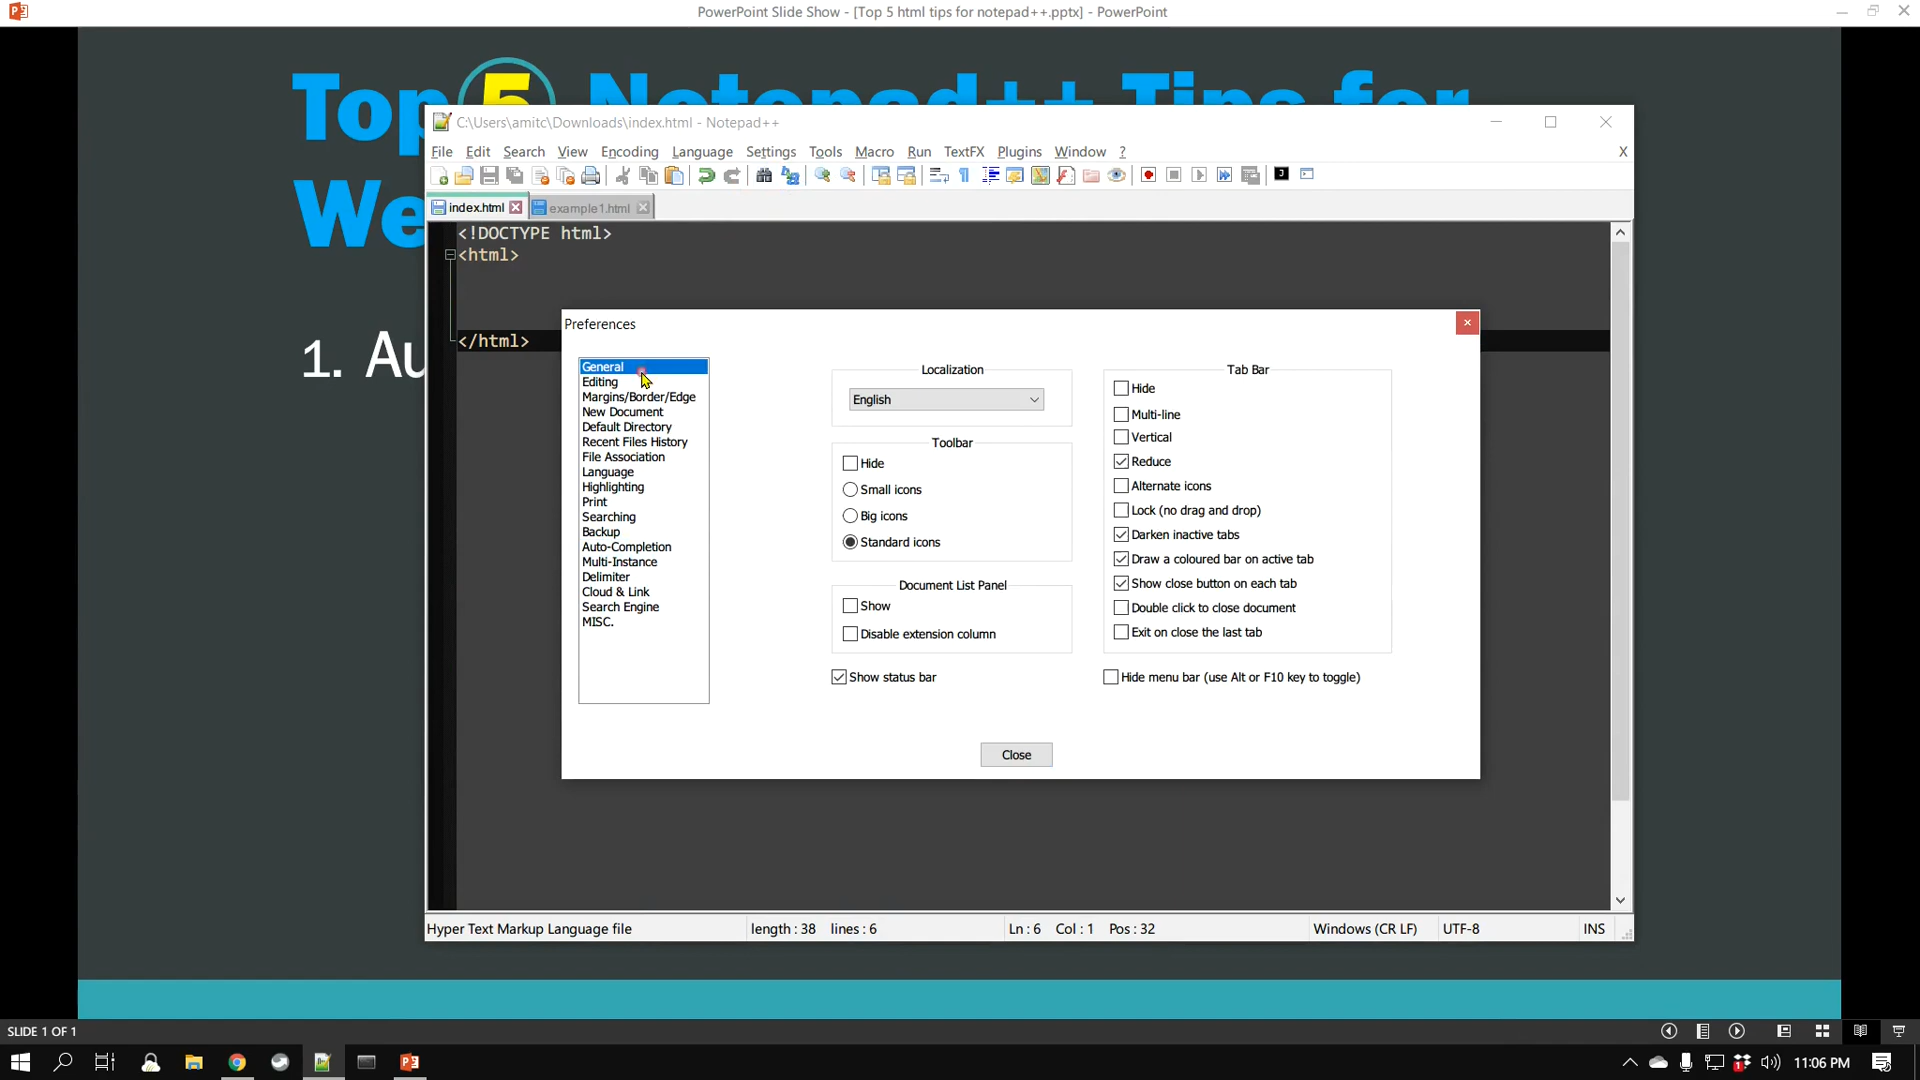 PowerPoint Slide Show - [Top 5 html tips for notepad++.pptx] - PowerPoint
Top 5 Notepad++ Tips for
We
1. Au
C:\Users\amitc\Downloads\index.html - Notepad++
File Edit Search View Encoding Language Settings Tools Macro Run TextFX Plugins Window ? X
index.html example1.html
<!DOCTYPE html>
<html>
</html>
Preferences
General
Editing
Margins/Border/Edge
New Document
Default Directory
Recent Files History
File Association
Language
Highlighting
Print
Searching
Backup
Auto-Completion
Multi-Instance
Delimiter
Cloud & Link
Search Engine
MISC.
Localization
English
Toolbar
Hide
Small icons
Big icons
Standard icons
Document List Panel
Show
Disable extension column
Show status bar
Tab Bar
Hide
Multi-line
Vertical
Reduce
Alternate icons
Lock (no drag and drop)
Darken inactive tabs
Draw a coloured bar on active tab
Show close button on each tab
Double click to close document
Exit on close the last tab
Hide menu bar (use Alt or F10 key to toggle)
Close
Hyper Text Markup Language file length : 38 lines : 6 Ln : 6 Col : 1 Pos : 32 Windows (CR LF) UTF-8 INS
SLIDE 1 OF 1
11:06 PM